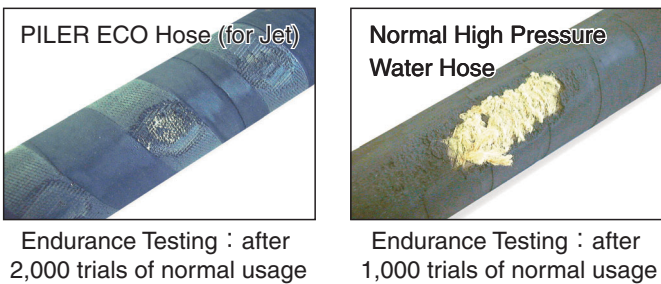 PILER ECO Hose (for Jet)
Endurance Testing：after
2,000 trials of normal usage
Normal High Pressure
Water Hose
Endurance Testing：after
1,000 trials of normal usage